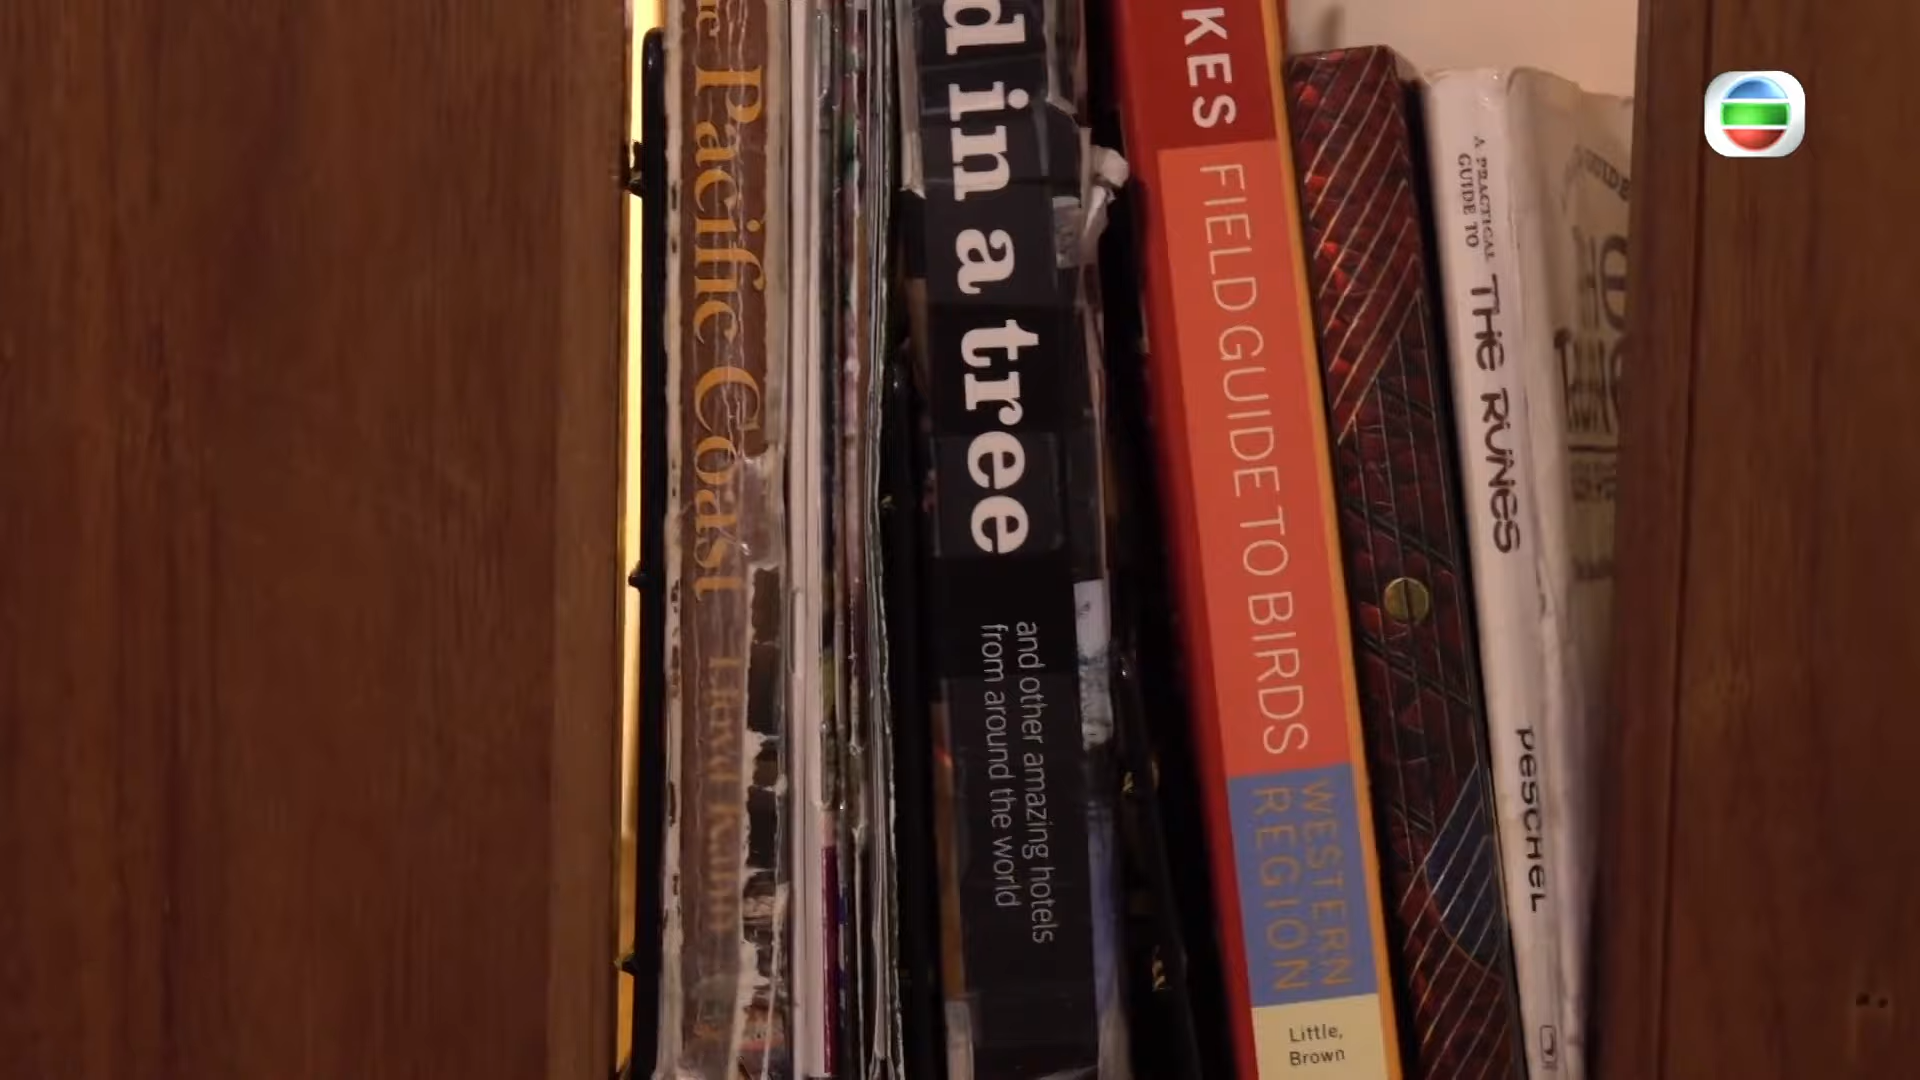 Pacific Coast
d in a tree
and other amazing hotels
from around the world
KES
FIELD GUIDE TO BIRDS
WESTERN
REGION
Little,
Brown
A PRACTICAL
GUIDE TO
THE RUNES
PESCHEL